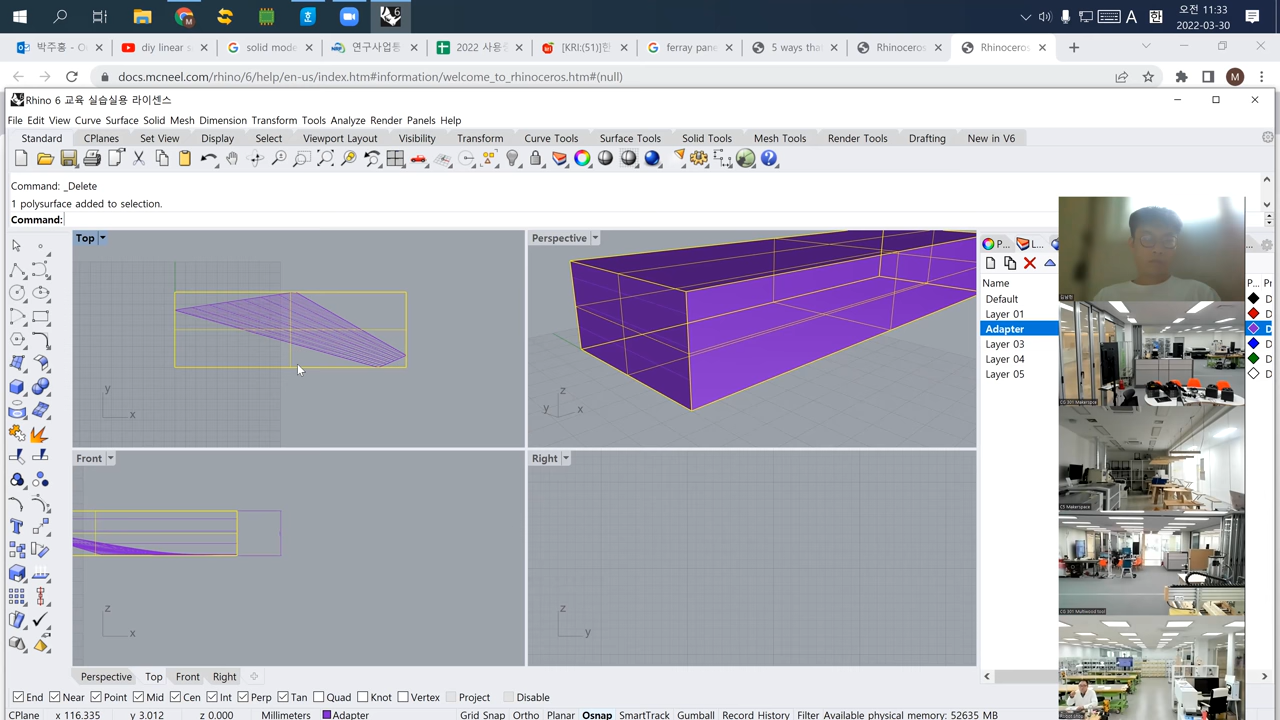 6
A
한
오전 11:33
2022-03-30
박주홍 - O
diy linear s
solid mode
연구사업통
2022 사용
[KRI:(51)]한
ferray pan
5 ways tha
Rhinoceros
Rhinoceros
docs.mcneel.com/rhino/6/help/en-us/index.htm#information/welcome_to_rhinoceros.htm#(null)
M
Rhino 6 교육 실습실용 라이센스
File Edit View Curve Surface Solid Mesh Dimension Transform Tools Analyze Render Panels Help
Standard CPlanes Set View Display Select Viewport Layout Visibility Transform Curve Tools Surface Tools Solid Tools Mesh Tools Render Tools Drafting New in V6
Command: _Delete
1 polysurface added to selection.
Command:
Top
Perspective
P... L...
Name P... Pr
Default D
Layer 01 D
Adapter D
Layer 03 D
Layer 04 D
Layer 05 D
y
x
z
y
x
Front
Right
z
x
z
y
Perspective Top Front Right
End Near Point Mid Cen Int Perp Tan Quad Knot Vertex Project Disable
CPlane x 116.335 y 3.012 z 0.000 Millimeters Adapter Grid Snap Ortho Planar Osnap SmartTrack Gumball Record History Filter Available physical memory: 52635 MB